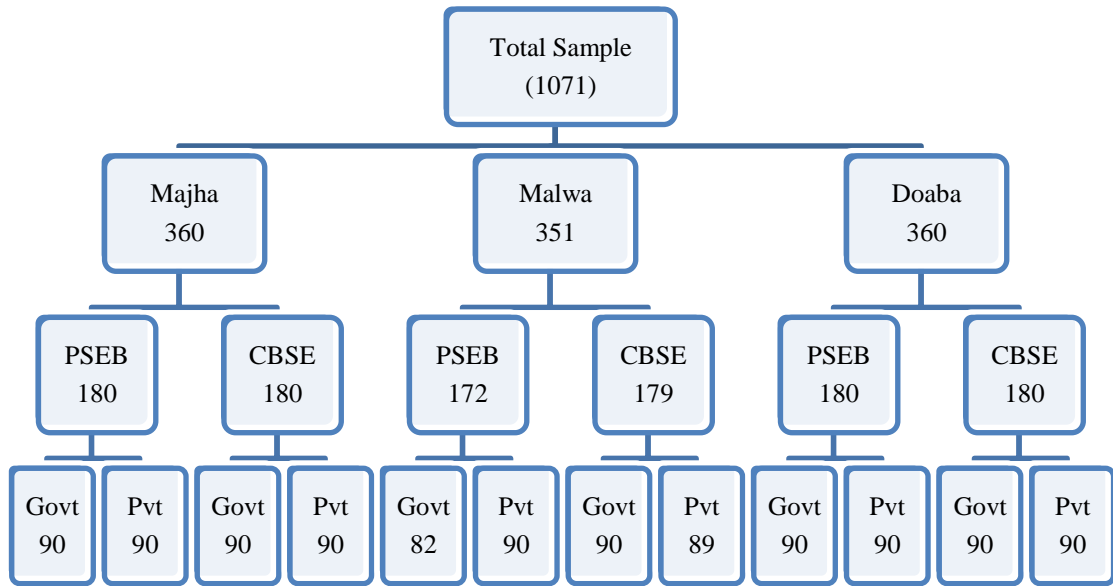 Total Sample
(1071)
Majha
360
Malwa
351
Doaba
360
PSEB
180
CBSE
180
PSEB
172
CBSE
179
PSEB
180
CBSE
180
Govt
90
Pvt
90
Govt
90
Pvt
90
Govt
82
Pvt
90
Govt
90
Pvt
89
Govt
90
Pvt
90
Govt
90
Pvt
90